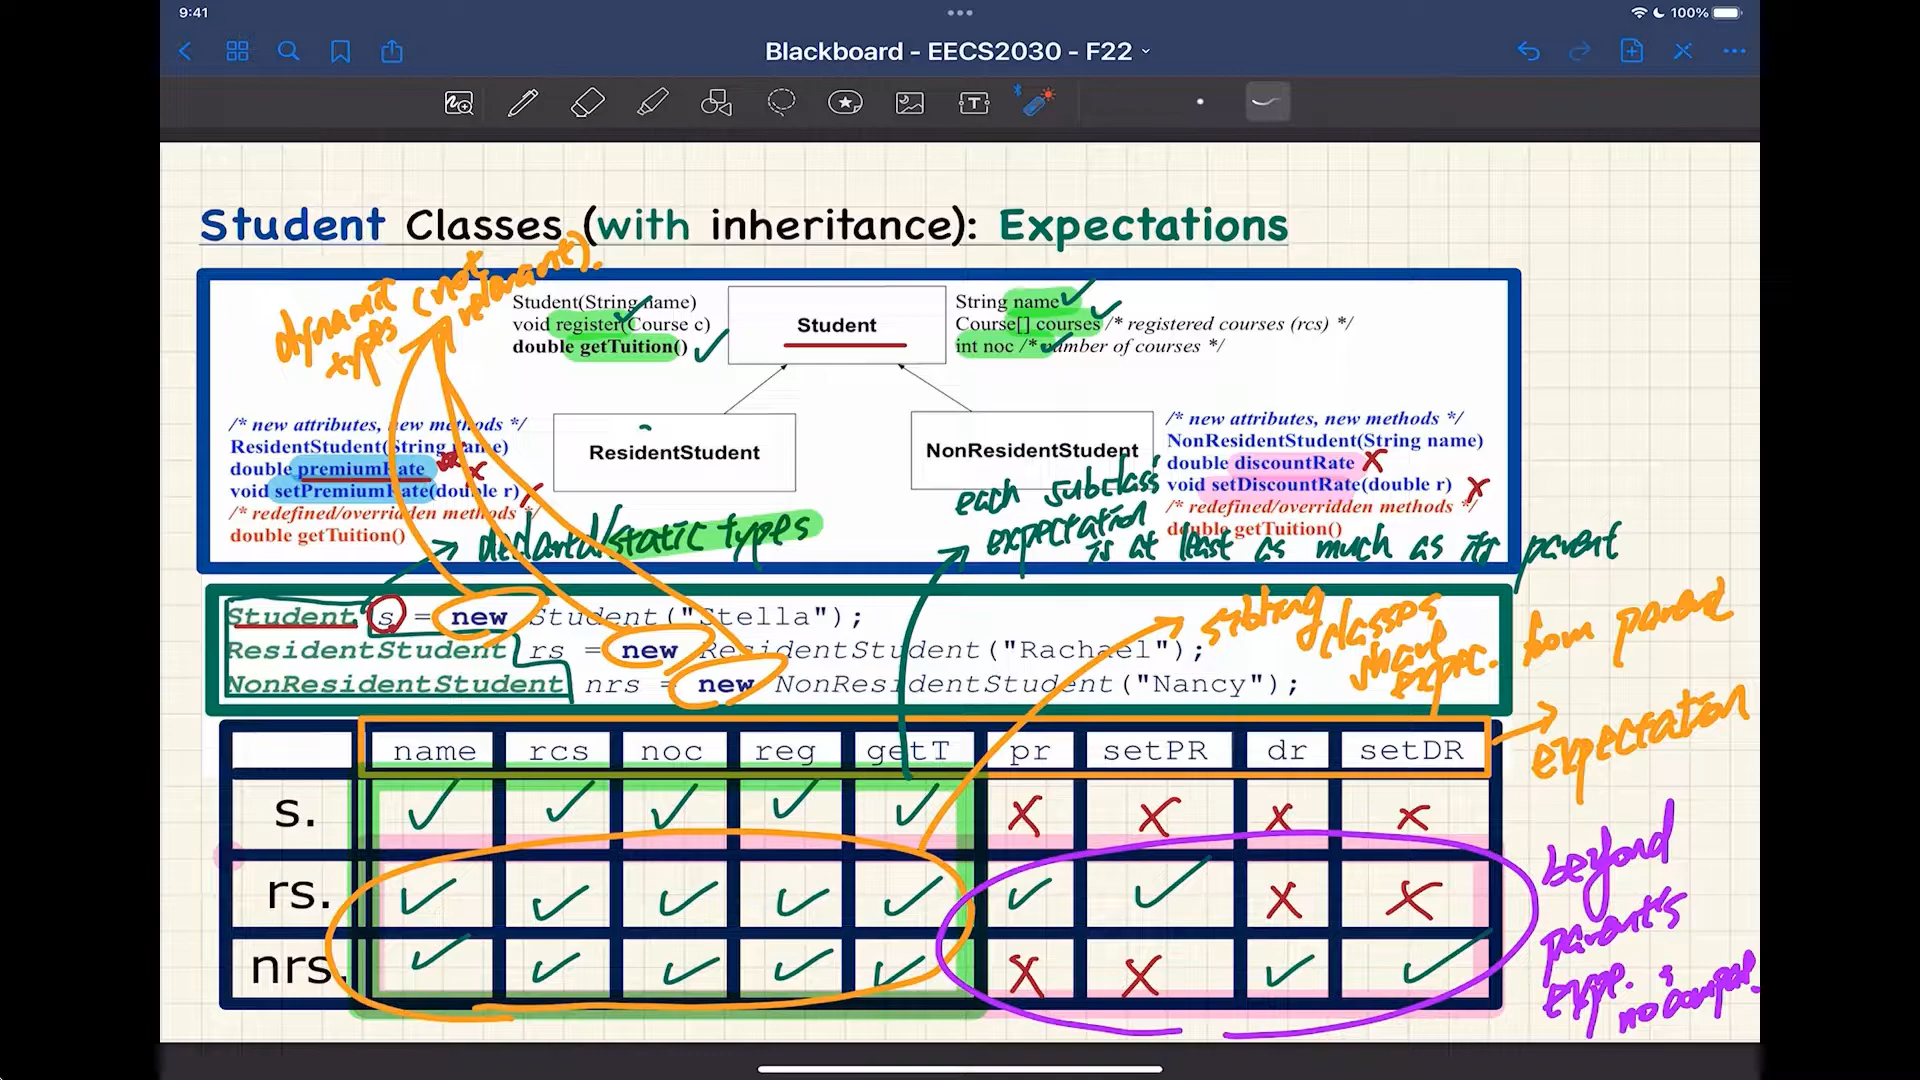 9:41
100%
Blackboard - EECS2030 - F22
Student Classes (with inheritance): Expectations
dynamic types (not relevant).
Student(String name)
void register(Course c)
double getTuition()
Student
String name
Course[] courses /* registered courses (rcs) */
int noc /* number of courses */
/* new attributes, new methods */
ResidentStudent(String name)
double premiumRate
void setPremiumRate(double r)
/* redefined/overridden methods */
double getTuition()
ResidentStudent
NonResidentStudent
/* new attributes, new methods */
NonResidentStudent(String name)
double discountRate
void setDiscountRate(double r)
/* redefined/overridden methods */
double getTuition()
declared/static types
each subclass'
expectation
is at least as much as its parent
Student s = new Student("Stella");
ResidentStudent rs = new ResidentStudent("Rachael");
NonResidentStudent nrs = new NonResidentStudent("Nancy");
sibling classes share expec. from parent
expectation
name rcs noc reg getT pr setPR dr setDR
s. ✓ ✓ ✓ ✓ ✓ ✗ ✗ ✗ ✗
rs. ✓ ✓ ✓ ✓ ✓ ✓ ✓ ✗ ✗
nrs. ✓ ✓ ✓ ✓ ✓ ✗ ✗ ✓ ✓
beyond
parent's
expe.
no